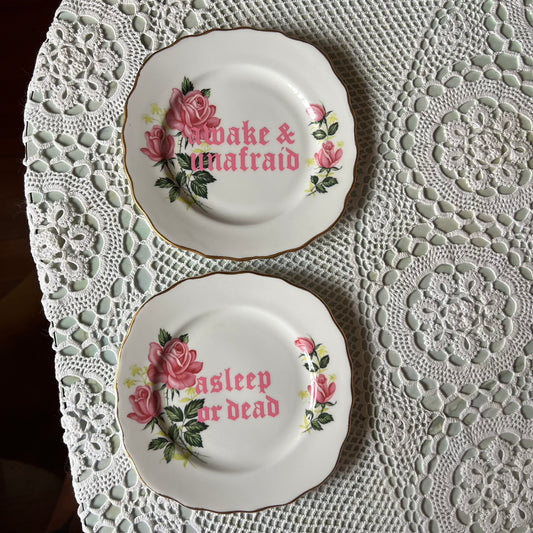 awake &
unafraid
asleep
or dead